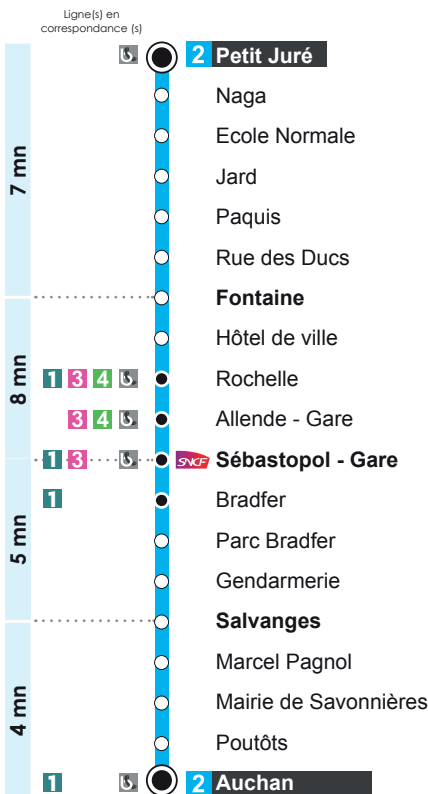 Ligne(s) en
correspondance (s)
2 Petit Juré
Naga
Ecole Normale
7 mn
Jard
Paquis
Rue des Ducs
Fontaine
Hôtel de ville
8 mn
1 3 4 Rochelle
3 4 Allende - Gare
1 3 SNCF Sébastopol - Gare
1 Bradfer
5 mn
Parc Bradfer
Gendarmerie
Salvanges
Marcel Pagnol
4 mn
Mairie de Savonnières
Poutôts
1 2 Auchan